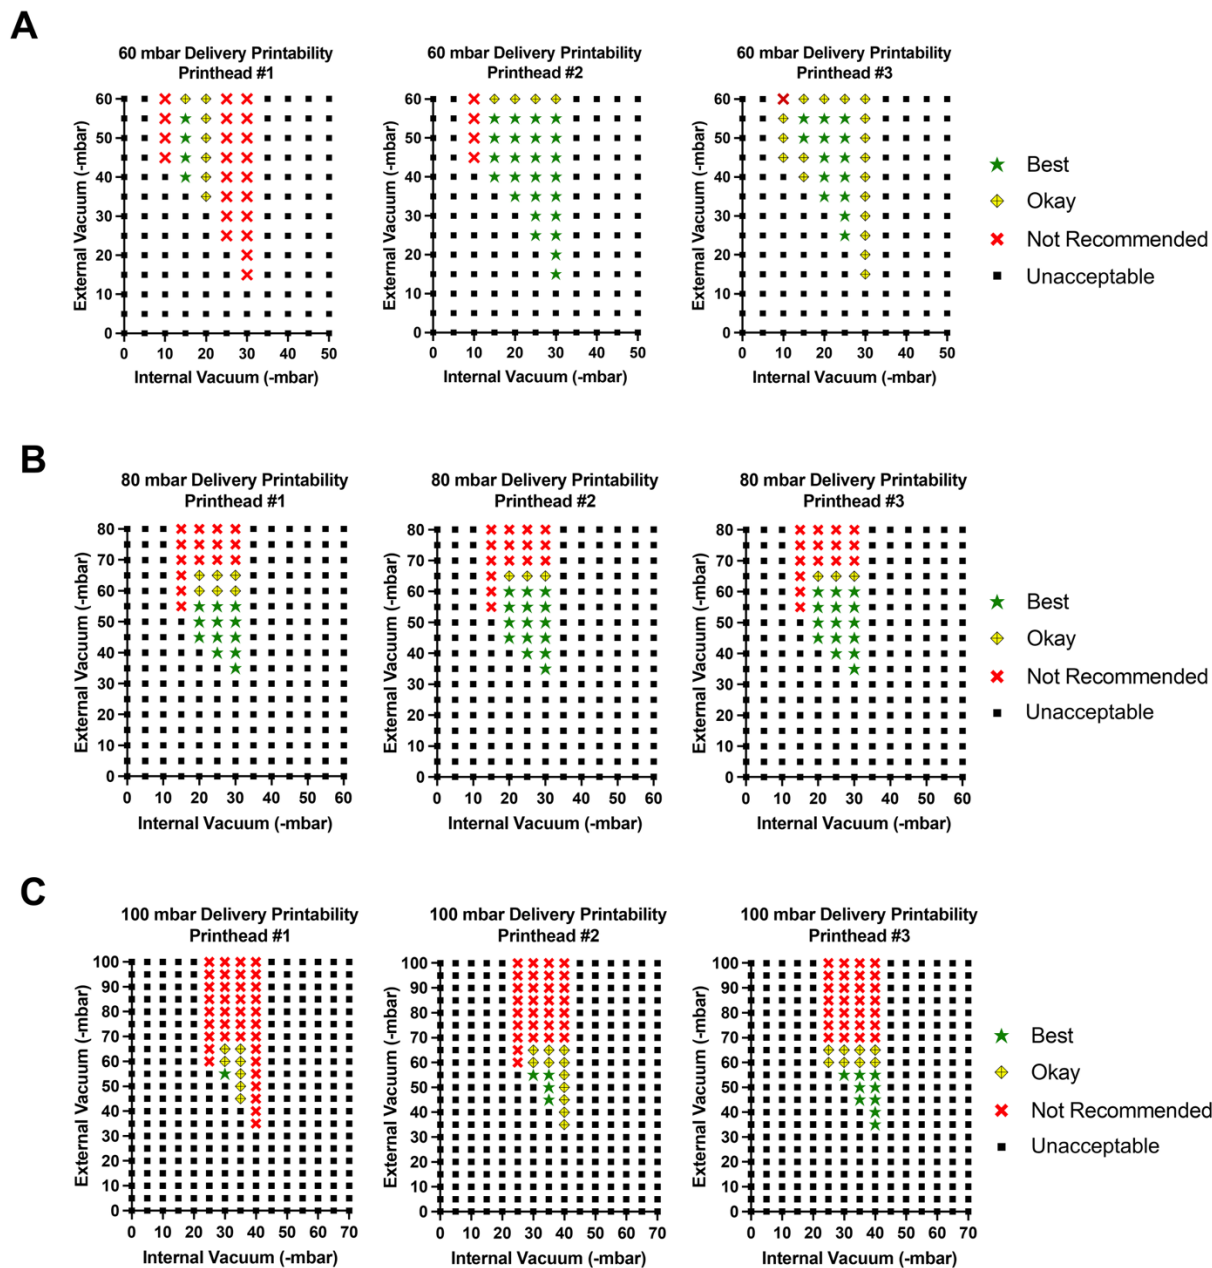 A
60 mbar Delivery Printability
Printhead #1
60 mbar Delivery Printability
Printhead #2
60 mbar Delivery Printability
Printhead #3
External Vacuum (-mbar)
60
50
40
30
20
10
0
0 10 20 30 40 50
Internal Vacuum (-mbar)
External Vacuum (-mbar)
60
50
40
30
20
10
0
0 10 20 30 40 50
Internal Vacuum (-mbar)
External Vacuum (-mbar)
60
50
40
30
20
10
0
0 10 20 30 40 50
Internal Vacuum (-mbar)
Best
Okay
Not Recommended
Unacceptable
B
80 mbar Delivery Printability
Printhead #1
80 mbar Delivery Printability
Printhead #2
80 mbar Delivery Printability
Printhead #3
External Vacuum (-mbar)
80
70
60
50
40
30
20
10
0
0 10 20 30 40 50 60
Internal Vacuum (-mbar)
External Vacuum (-mbar)
80
70
60
50
40
30
20
10
0
0 10 20 30 40 50 60
Internal Vacuum (-mbar)
External Vacuum (-mbar)
80
70
60
50
40
30
20
10
0
0 10 20 30 40 50 60
Internal Vacuum (-mbar)
Best
Okay
Not Recommended
Unacceptable
C
100 mbar Delivery Printability
Printhead #1
100 mbar Delivery Printability
Printhead #2
100 mbar Delivery Printability
Printhead #3
External Vacuum (-mbar)
100
90
80
70
60
50
40
30
20
10
0
0 10 20 30 40 50 60 70
Internal Vacuum (-mbar)
External Vacuum (-mbar)
100
90
80
70
60
50
40
30
20
10
0
0 10 20 30 40 50 60 70
Internal Vacuum (-mbar)
External Vacuum (-mbar)
100
90
80
70
60
50
40
30
20
10
0
0 10 20 30 40 50 60 70
Internal Vacuum (-mbar)
Best
Okay
Not Recommended
Unacceptable